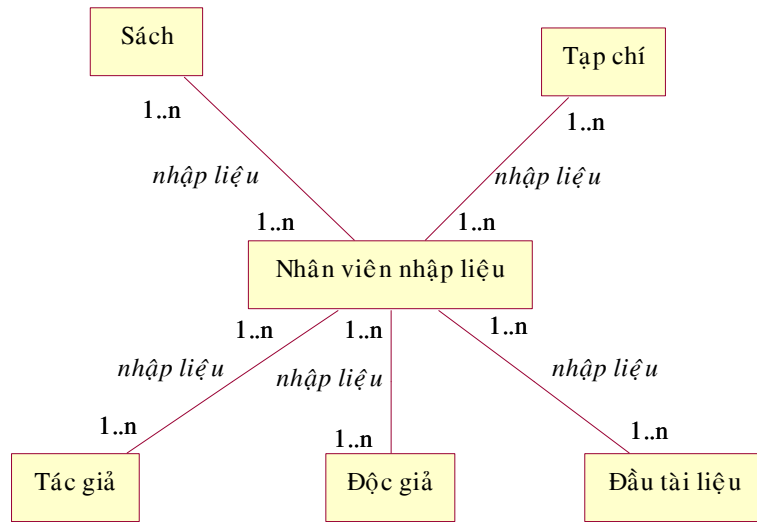 Sách
Tạp chí
1..n
1..n
nhập liệu
nhập liệu
1..n
1..n
Nhân viên nhập liệu
1..n
1..n
1..n
nhập liệu
nhập liệu
nhập liệu
1..n
1..n
1..n
Tác giả
Độc giả
Đầu tài liệu